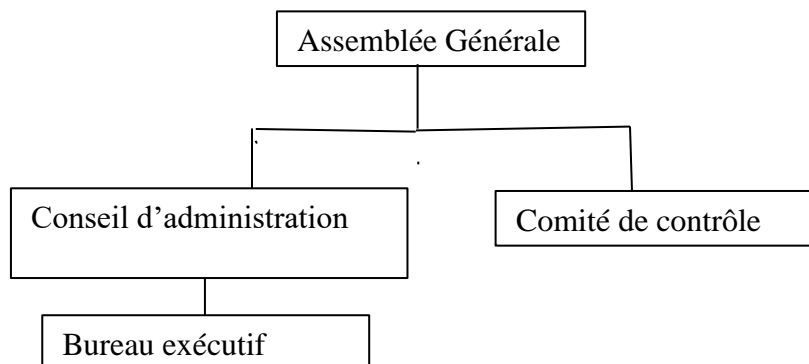 Assemblée Générale
Conseil d’administration
Comité de contrôle
Bureau exécutif